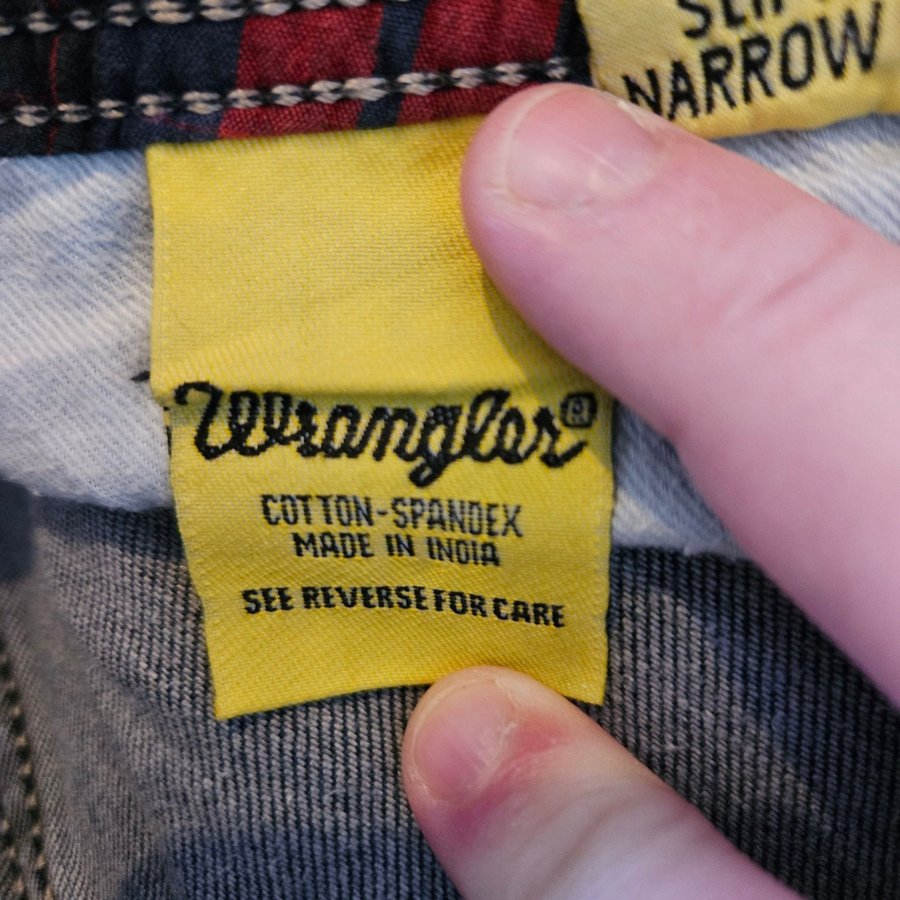 NARROW
Wrangler®
COTTON-SPANDEX
MADE IN INDIA
SEE REVERSE FOR CARE